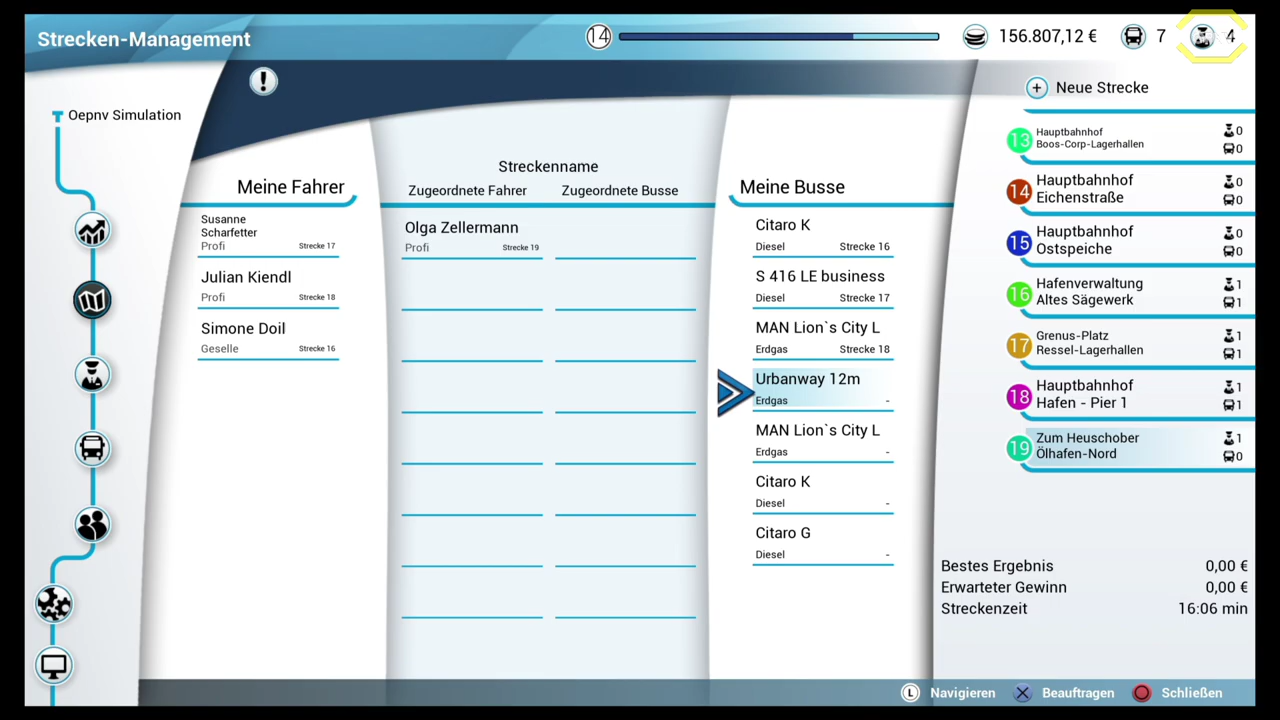 Strecken-Management
14
156.807,12 €
7
4
Oepnv Simulation
Meine Fahrer
Susanne
Scharfetter
Profi
Strecke 17
Julian Kiendl
Profi
Strecke 18
Simone Doil
Geselle
Strecke 16
Streckenname
Zugeordnete Fahrer
Zugeordnete Busse
Olga Zellermann
Profi
Strecke 19
Meine Busse
Citaro K
Diesel
Strecke 16
S 416 LE business
Diesel
Strecke 17
MAN Lion`s City L
Erdgas
Strecke 18
Urbanway 12m
Erdgas
-
MAN Lion`s City L
Erdgas
-
Citaro K
Diesel
-
Citaro G
Diesel
-
+ Neue Strecke
13
Hauptbahnhof
Boos-Corp-Lagerhallen
0
0
14
Hauptbahnhof
Eichenstraße
0
0
15
Hauptbahnhof
Ostspeiche
0
0
16
Hafenverwaltung
Altes Sägewerk
1
1
17
Grenus-Platz
Ressel-Lagerhallen
1
1
18
Hauptbahnhof
Hafen - Pier 1
1
1
19
Zum Heuschober
Ölhafen-Nord
1
0
Bestes Ergebnis 0,00 €
Erwarteter Gewinn 0,00 €
Streckenzeit 16:06 min
L Navigieren
Beauftragen
Schließen